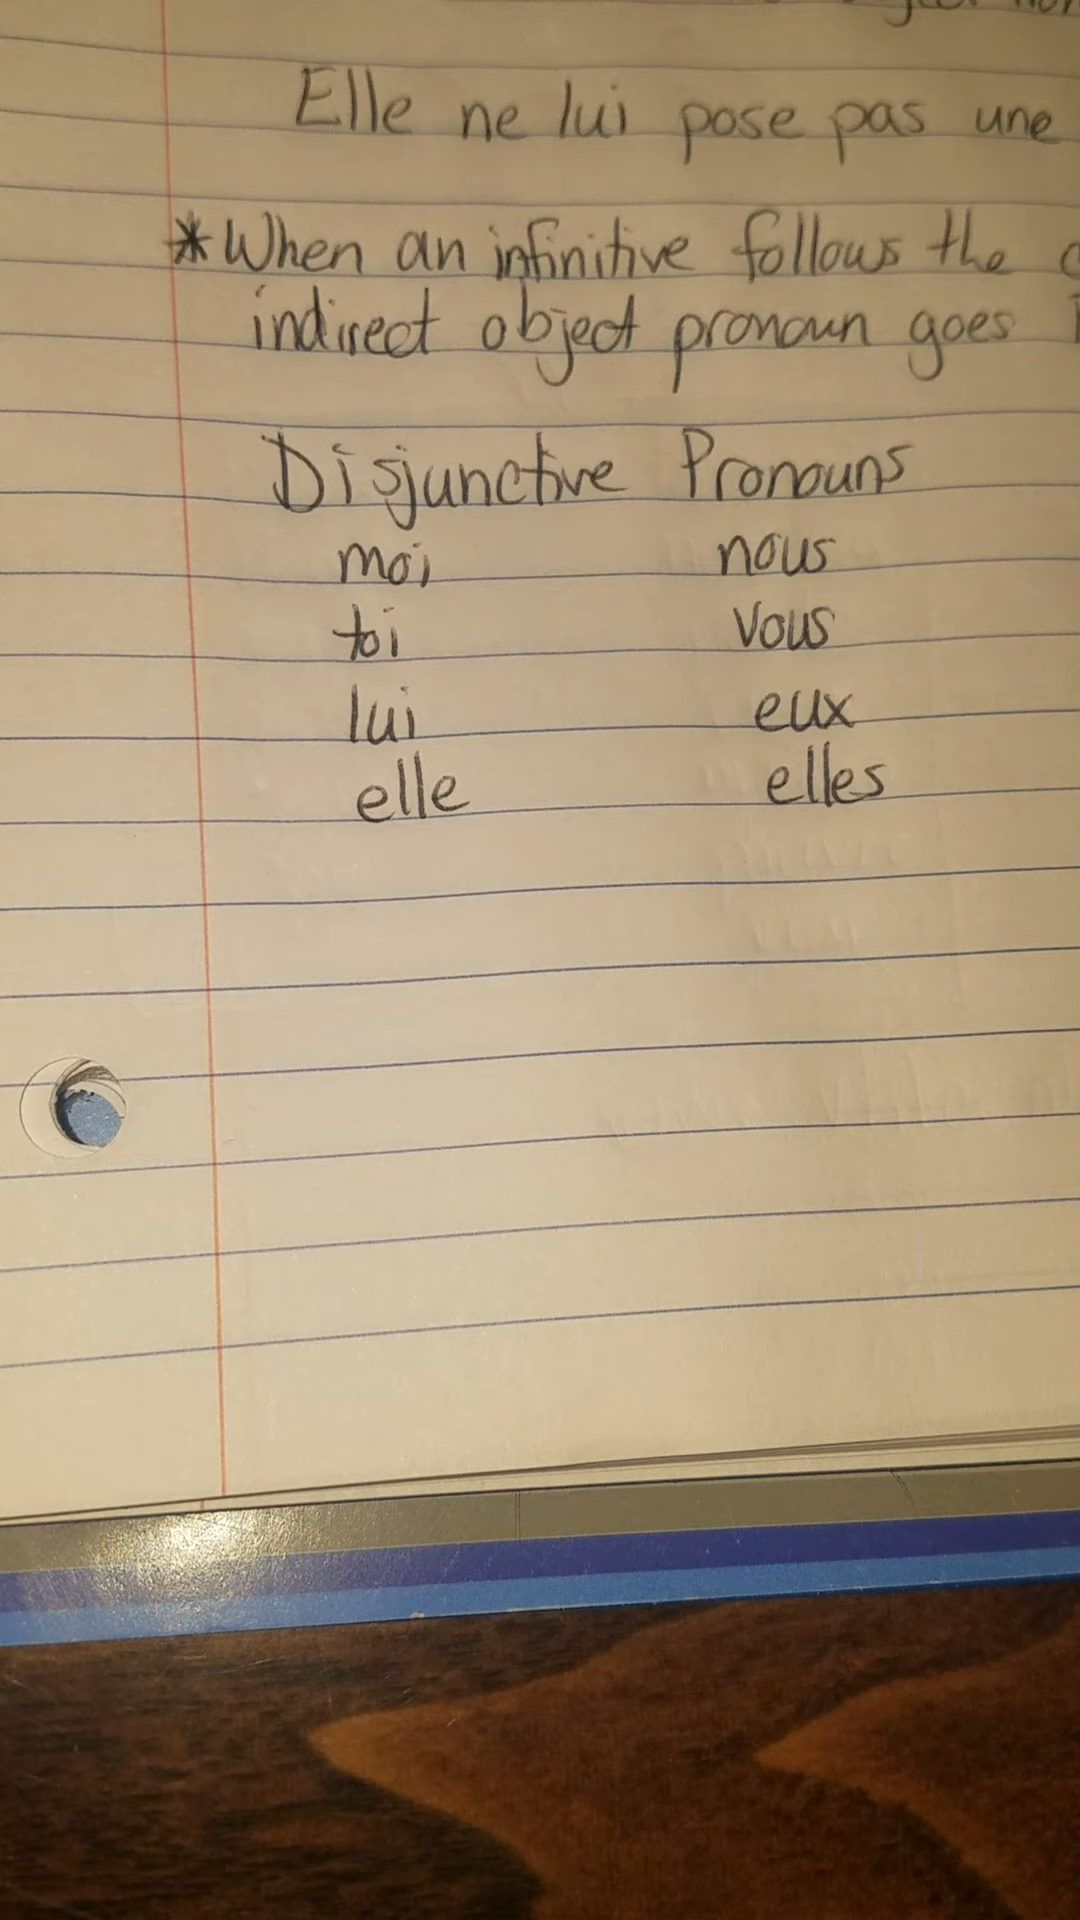 Elle ne lui pose pas une
*When an infinitive follows the
indirect object pronoun goes
Disjunctive Pronouns
moi nous
toi vous
lui eux
elle elles